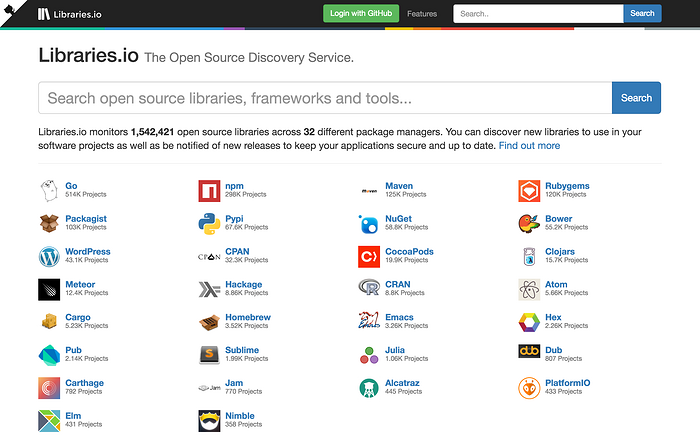 Libraries.io
Login with GitHub
Features
Search..
Search
Libraries.io The Open Source Discovery Service.
Search open source libraries, frameworks and tools...
Search
Libraries.io monitors 1,542,421 open source libraries across 32 different package managers. You can discover new libraries to use in your
software projects as well as be notified of new releases to keep your applications secure and up to date. Find out more
Go
514K Projects
npm
298K Projects
Maven
125K Projects
Rubygems
120K Projects
Packagist
103K Projects
Pypi
67.6K Projects
NuGet
58.8K Projects
Bower
55.2K Projects
WordPress
43.1K Projects
CPAN
32.3K Projects
CocoaPods
19.9K Projects
Clojars
15.7K Projects
Meteor
12.4K Projects
Hackage
8.86K Projects
CRAN
8.8K Projects
Atom
5.66K Projects
Cargo
5.23K Projects
Homebrew
3.52K Projects
Emacs
3.26K Projects
Hex
2.26K Projects
Pub
2.14K Projects
Sublime
1.99K Projects
Julia
1.06K Projects
Dub
807 Projects
Carthage
792 Projects
Jam
770 Projects
Alcatraz
445 Projects
PlatformIO
433 Projects
Elm
431 Projects
Nimble
358 Projects